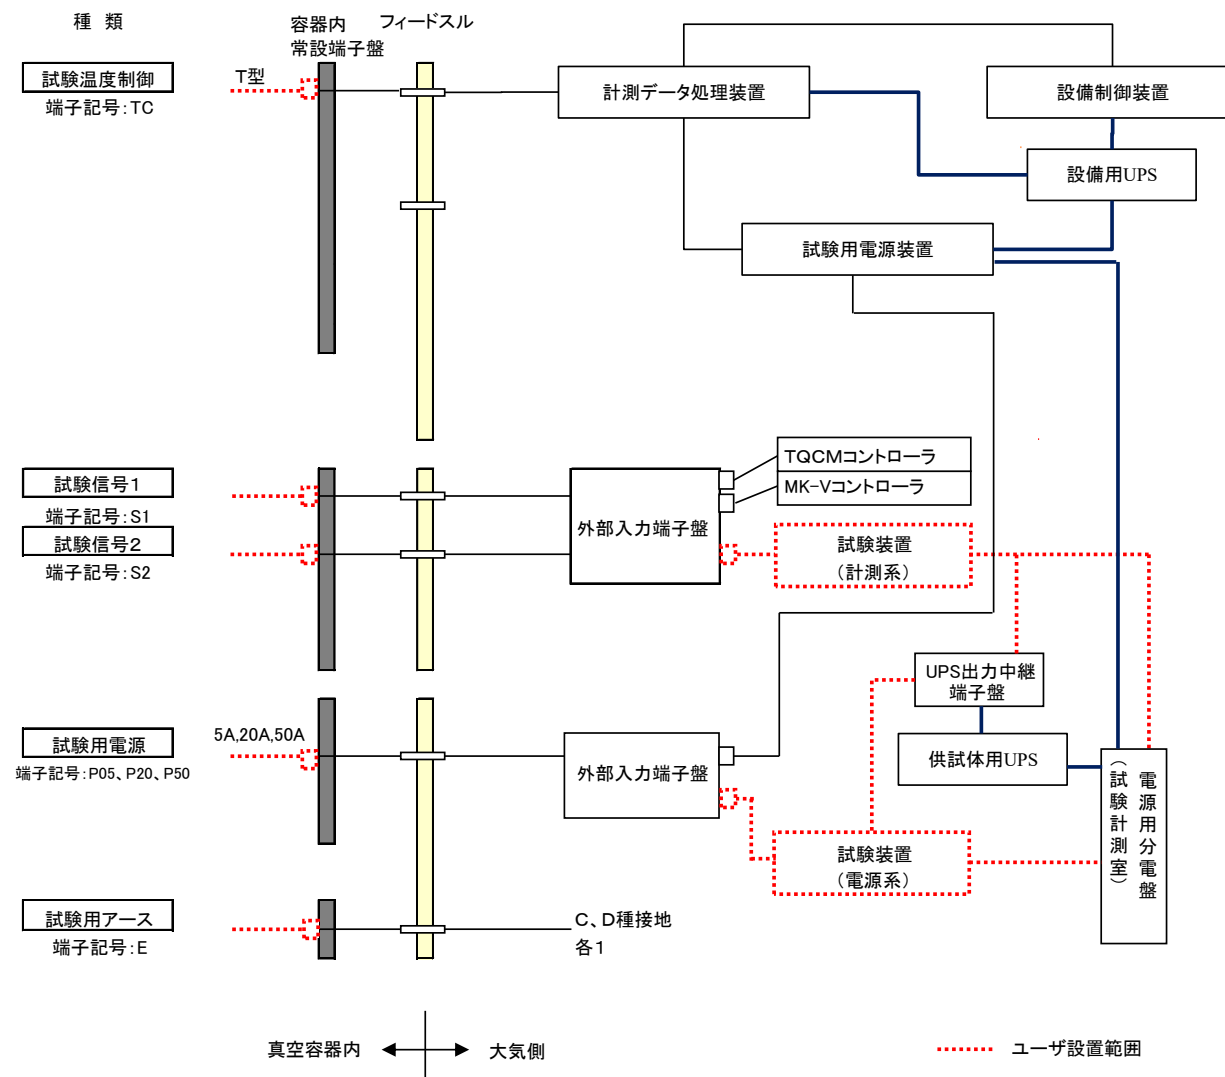 種 類
容器内
常設端子盤
フィードスル
試験温度制御
端子記号:TC
T型
計測データ処理装置
設備制御装置
設備用UPS
試験用電源装置
試験信号1
端子記号:S1
試験信号2
端子記号:S2
外部入力端子盤
TQCMコントローラ
MK-Vコントローラ
試験装置
(計測系)
UPS出力中継
端子盤
供試体用UPS
試験用電源
端子記号:P05、P20、P50
5A,20A,50A
外部入力端子盤
試験装置
(電源系)
電源用分電盤
(試験計測室)
試験用アース
端子記号:E
C、D種接地
各1
真空容器内
大気側
ユーザ設置範囲